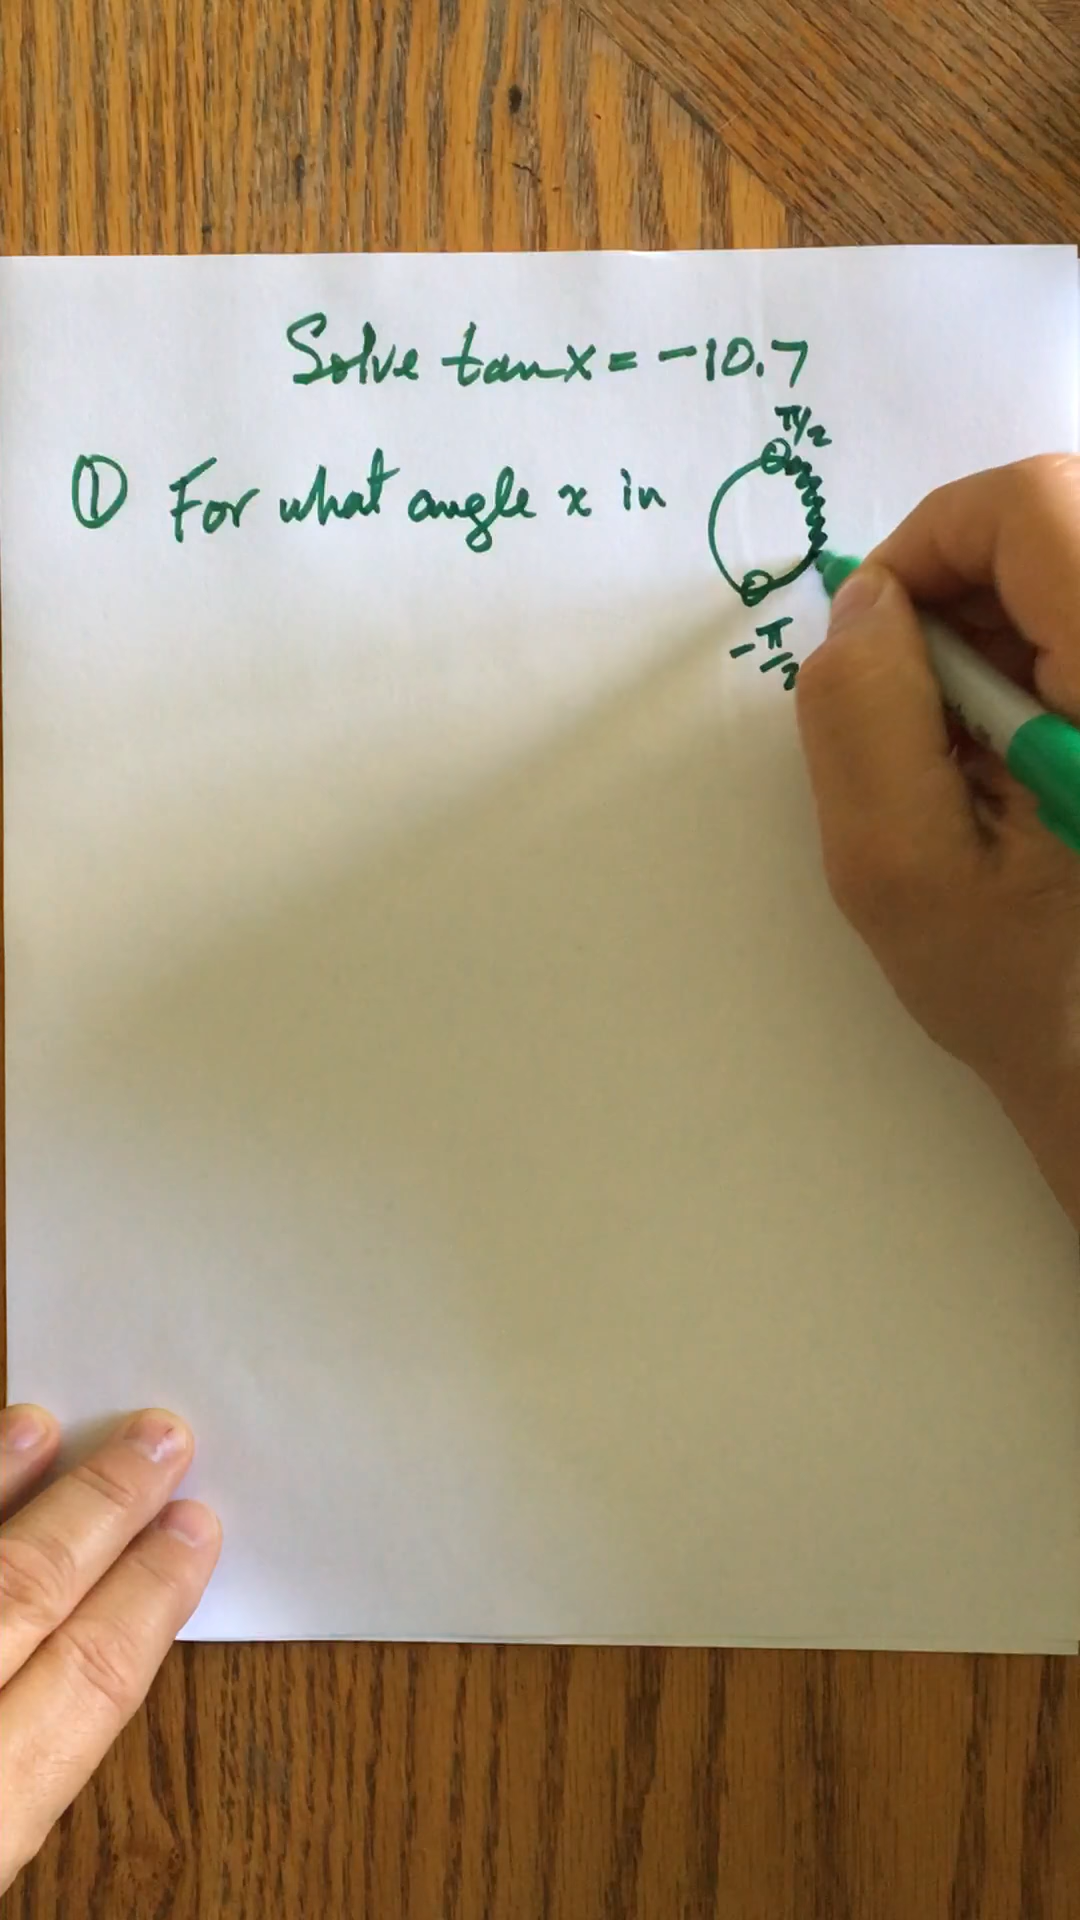 Solve tan x = -10.7
① For what angle x in
π/2
-π/2